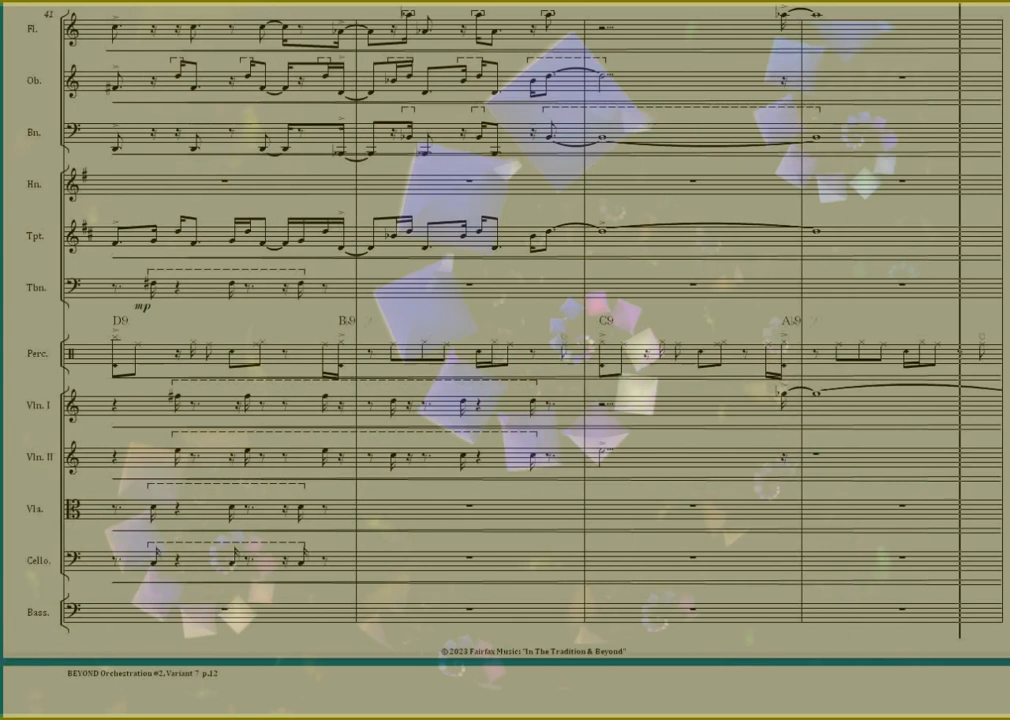 41
Fl.
Ob.
Bn.
Hn.
Tpt.
Tbn.
mp
D9 B♭9 C9 A♭9
Perc.
Vln. I
Vln. II
Vla.
Cello.
Bass.
©2023 Fairfax Music: "In The Tradition & Beyond"
BEYOND Orchestration #2, Variant 7 p.12